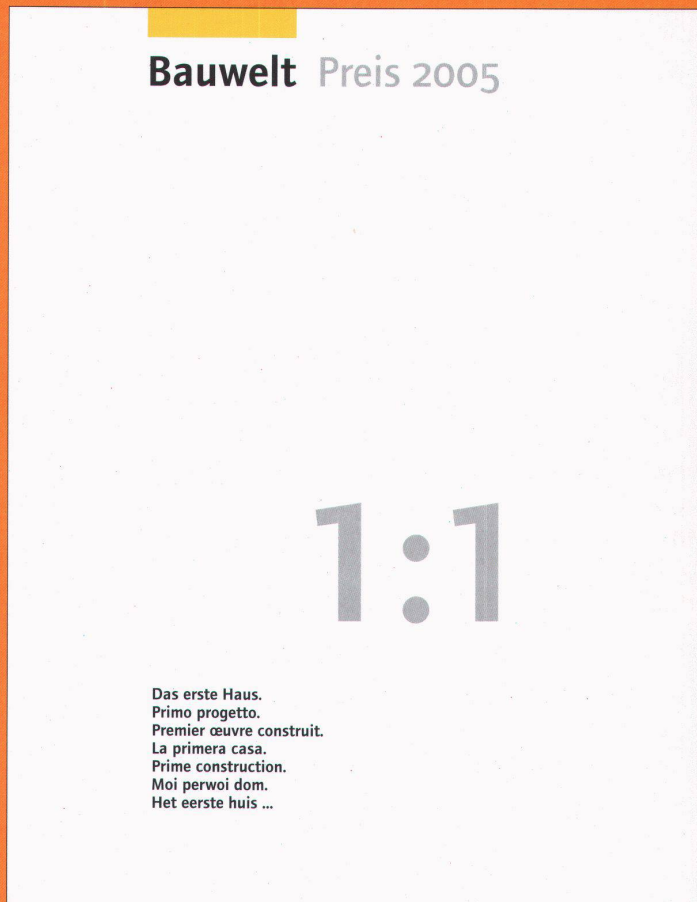 Bauwelt Preis 2005
1:1
Das erste Haus.
Primo progetto.
Premier œuvre construit.
La primera casa.
Prime construction.
Moi perwoi dom.
Het eerste huis ...